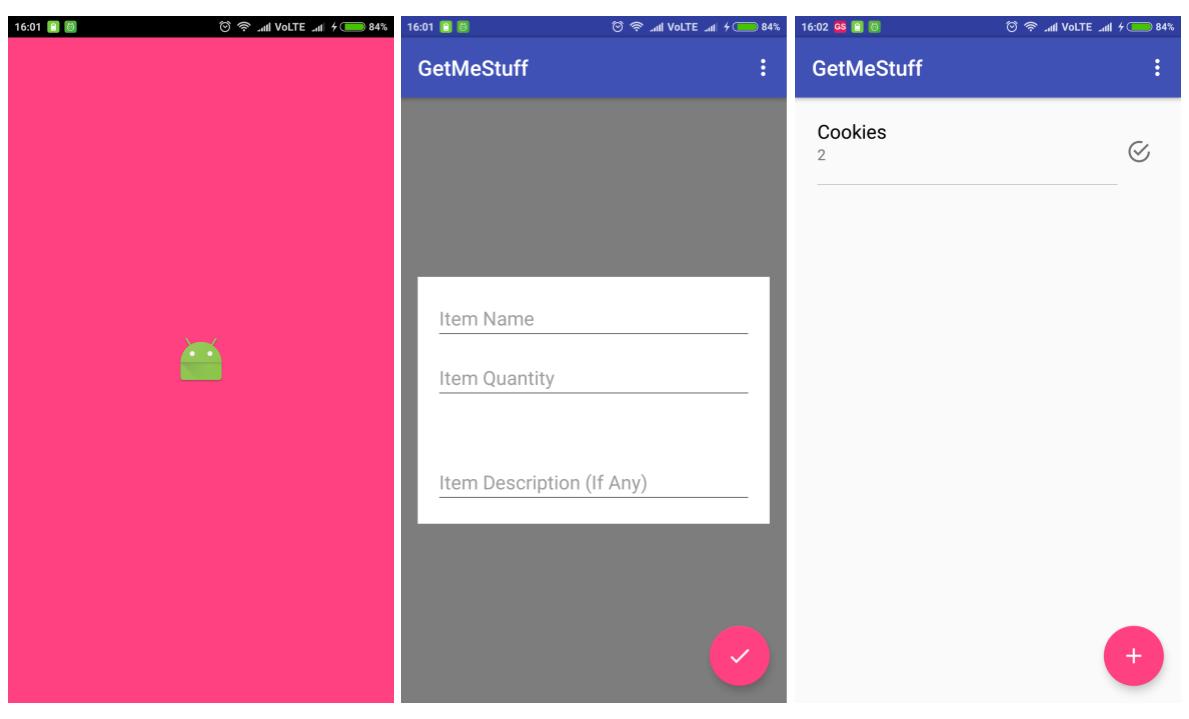 16:01
VoLTE
84%
16:01
VoLTE
84%
GetMeStuff
Item Name
Item Quantity
Item Description (If Any)
16:02 GS
VoLTE
84%
GetMeStuff
Cookies
2